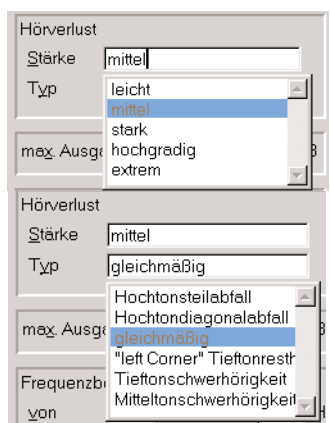 Hörverlust
Stärke mittel
Typ
leicht
mittel
stark
hochgradig
extrem
max. Ausga
Hörverlust
Stärke mittel
Typ gleichmäßig
Hochtonsteilabfall
Hochtondiagonalabfall
gleichmäßig
"left Corner" Tieftonresth
Tieftonschwerhörigkeit
Mitteltonschwerhörigkeit
max. Ausga
Frequenzb
von